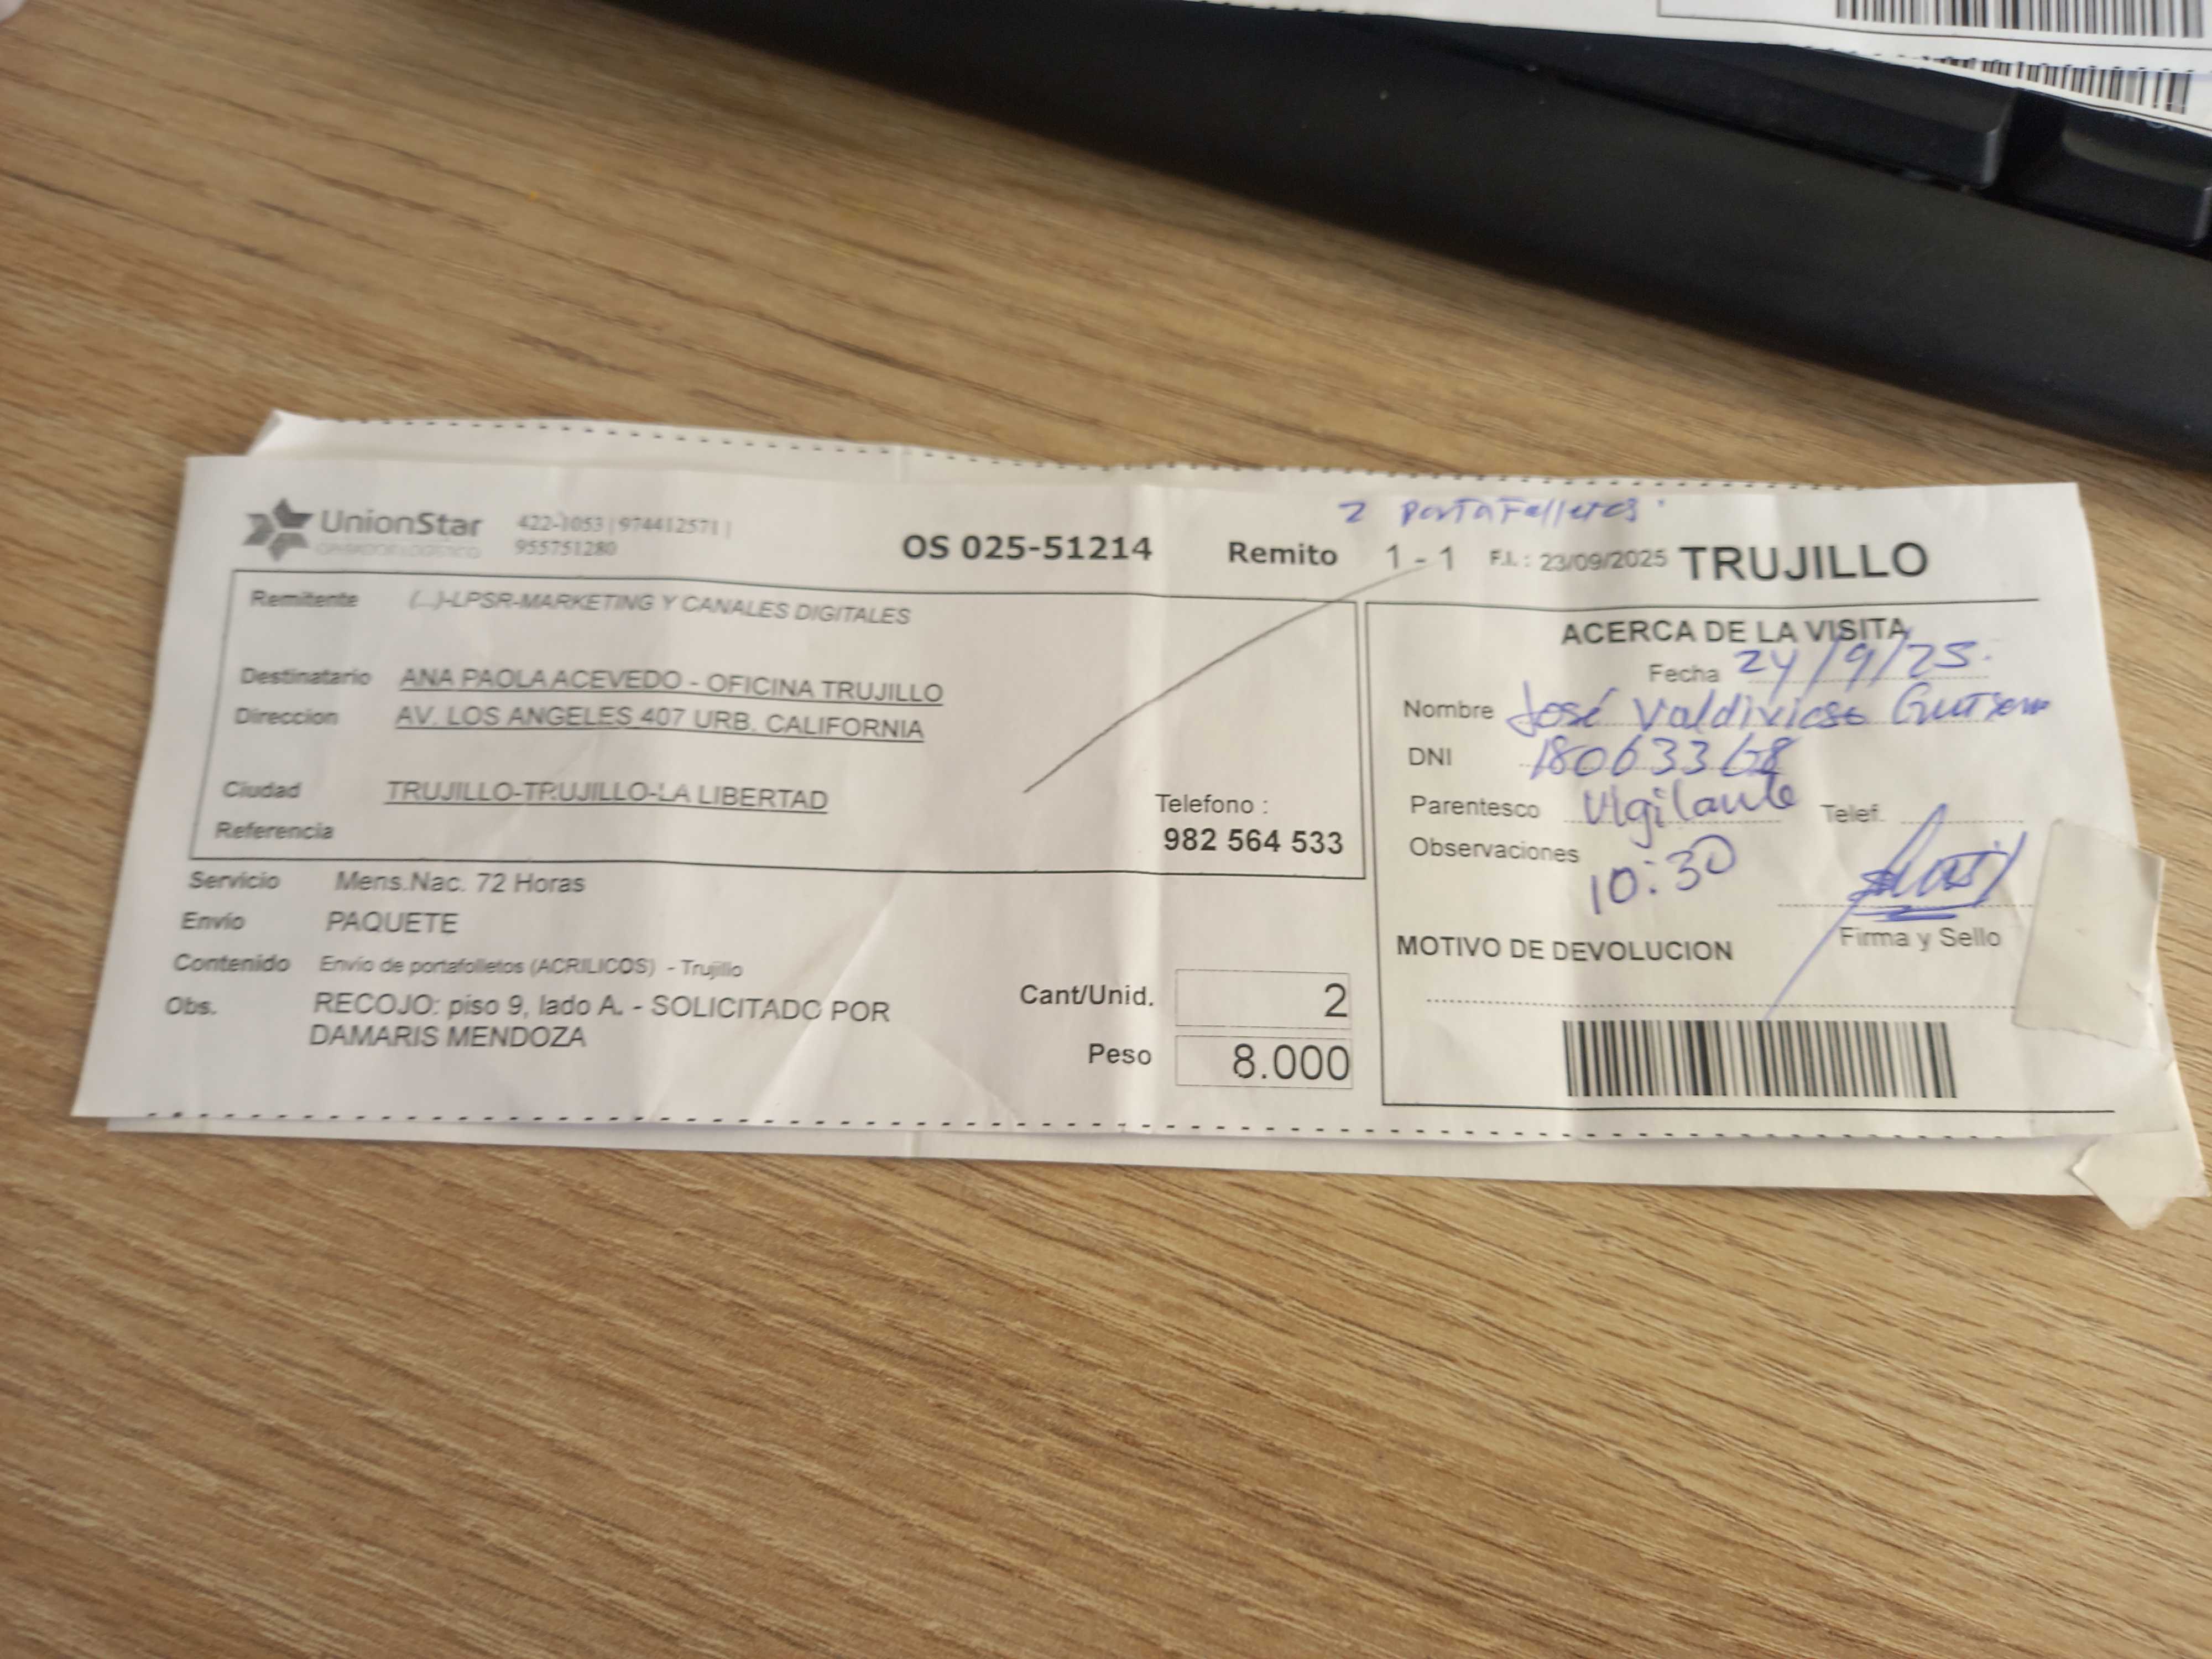 2 portafolletos.
UnionStar 422-1053 | 974412571 |
OPERADOR LOGISTICO 955751280
OS 025-51214 Remito 1 - 1 F.I. : 23/09/2025 TRUJILLO
Remitente (...)-LPSR-MARKETING Y CANALES DIGITALES
Destinatario ANA PAOLA ACEVEDO - OFICINA TRUJILLO
Direccion AV. LOS ANGELES 407 URB. CALIFORNIA
Ciudad TRUJILLO-TRUJILLO-LA LIBERTAD
Referencia
Telefono :
982 564 533
Servicio Mens.Nac. 72 Horas
Envío PAQUETE
Contenido Envío de portafolletos (ACRILICOS) - Trujillo
Obs. RECOJO: piso 9, lado A. - SOLICITADO POR
DAMARIS MENDOZA
Cant/Unid. 2
Peso 8.000
ACERCA DE LA VISITA
Fecha 24/9/25.
Nombre José Valdivieso
DNI
Parentesco Vigilante Telef.
Observaciones 10:30
Firma y Sello
MOTIVO DE DEVOLUCION